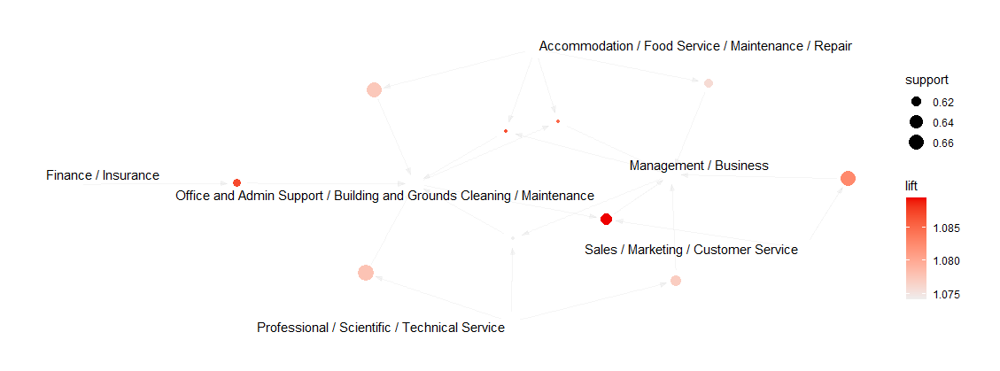 Accommodation / Food Service / Maintenance / Repair
Finance / Insurance
Management / Business
Office and Admin Support / Building and Grounds Cleaning / Maintenance
Sales / Marketing / Customer Service
Professional / Scientific / Technical Service
support
0.62
0.64
0.66
lift
1.085
1.080
1.075